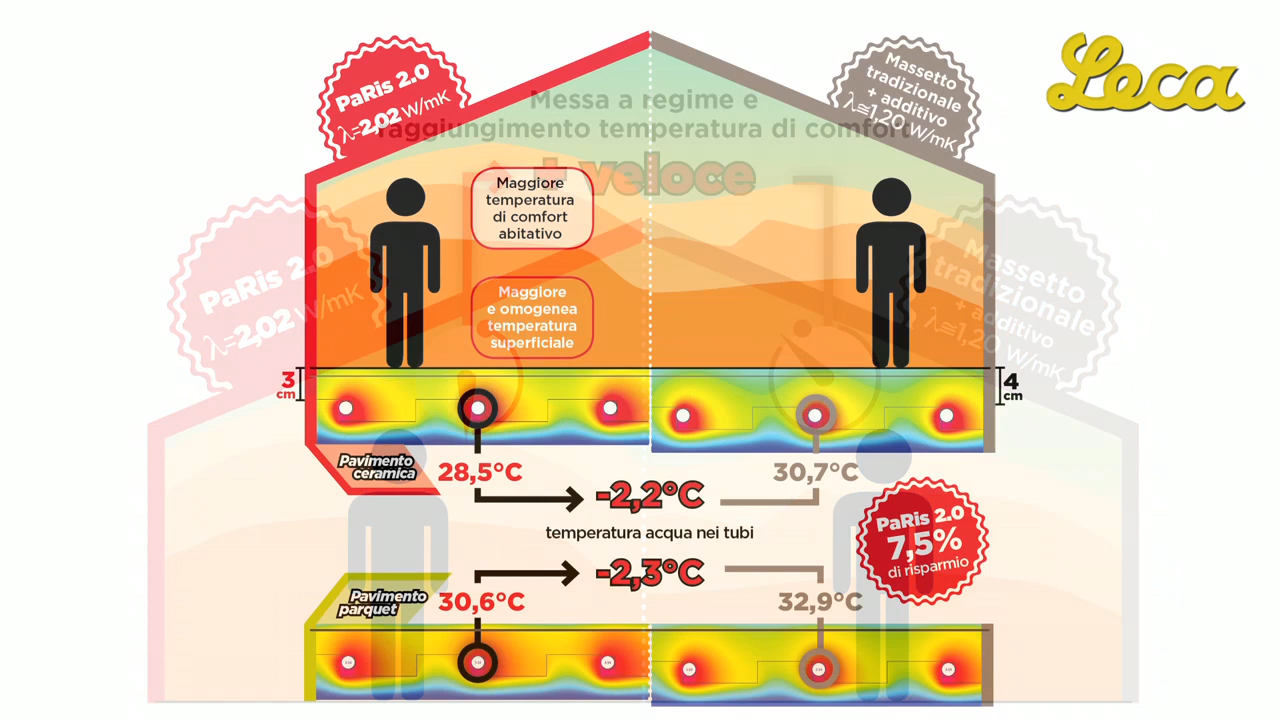 Leca
PaRis 2.0
λ=2,02 W/mK
Massetto
tradizionale
+ additivo
λ≅1,20 W/mK
Messa a regime e
raggiungimento temperatura di comfort
+ veloce
Maggiore
temperatura
di comfort
abitativo
Maggiore
e omogenea
temperatura
superficiale
PaRis 2.0
λ=2,02 W/mK
Massetto
tradizionale
+ additivo
λ≅1,20 W/mK
3
cm
4
cm
Pavimento
ceramica
28,5°C
30,7°C
-2,2°C
temperatura acqua nei tubi
-2,3°C
PaRis 2.0
7,5%
di risparmio
Pavimento
parquet
30,6°C
32,9°C